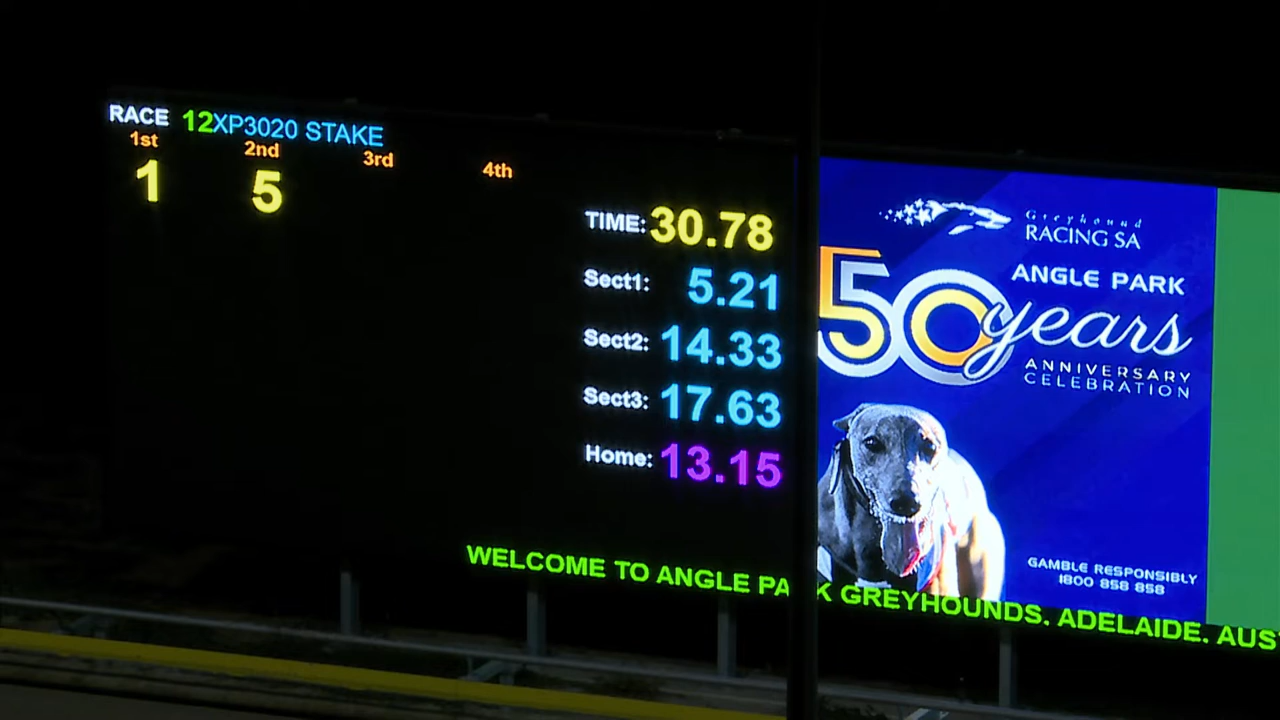 RACE 12XP3020 STAKE
1st 2nd 3rd 4th
1 5
TIME: 30.78
Sect1: 5.21
Sect2: 14.33
Sect3: 17.63
Home: 13.15
Greyhound
RACING SA
ANGLE PARK
50 years
ANNIVERSARY
CELEBRATION
GAMBLE RESPONSIBLY
1800 858 858
WELCOME TO ANGLE PA K GREYHOUNDS. ADELAIDE. AUS